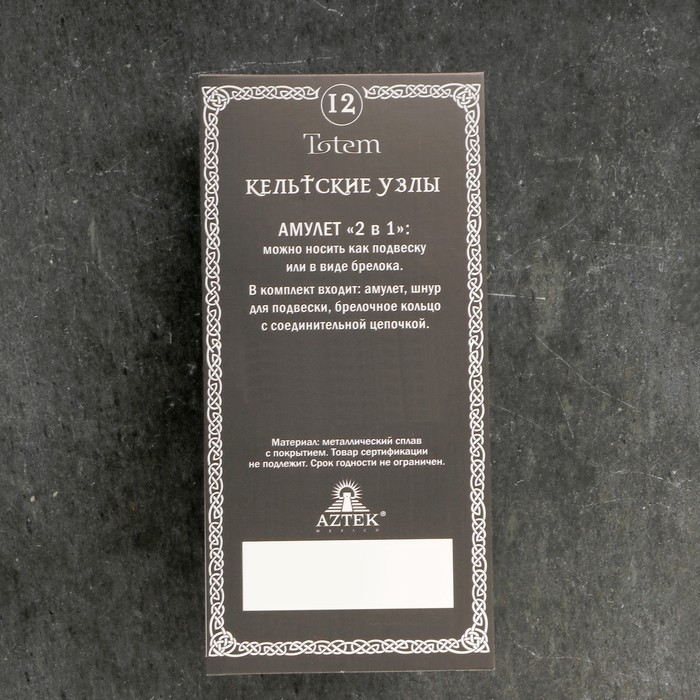 12
Totem
КЕЛЬТСКИЕ УЗЛЫ
АМУЛЕТ «2 в 1»:
можно носить как подвеску
или в виде брелока.
В комплект входит: амулет, шнур
для подвески, брелочное кольцо
с соединительной цепочкой.
Материал: металлический сплав
с покрытием. Товар сертификации
не подлежит. Срок годности не ограничен.
AZTEK®
MEXICO